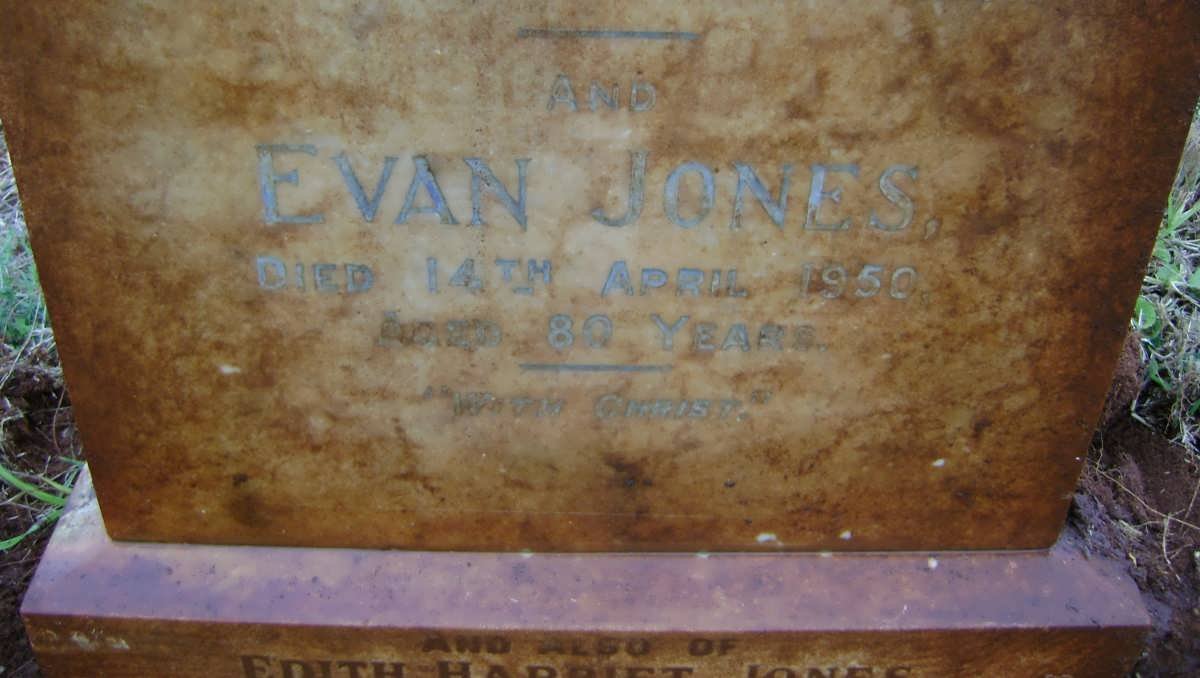 AND
EVAN JONES,
DIED 14TH APRIL 1950,
AGED 80 YEARS.
"WITH CHRIST."
AND ALSO OF
EDITH HARRIET JONES